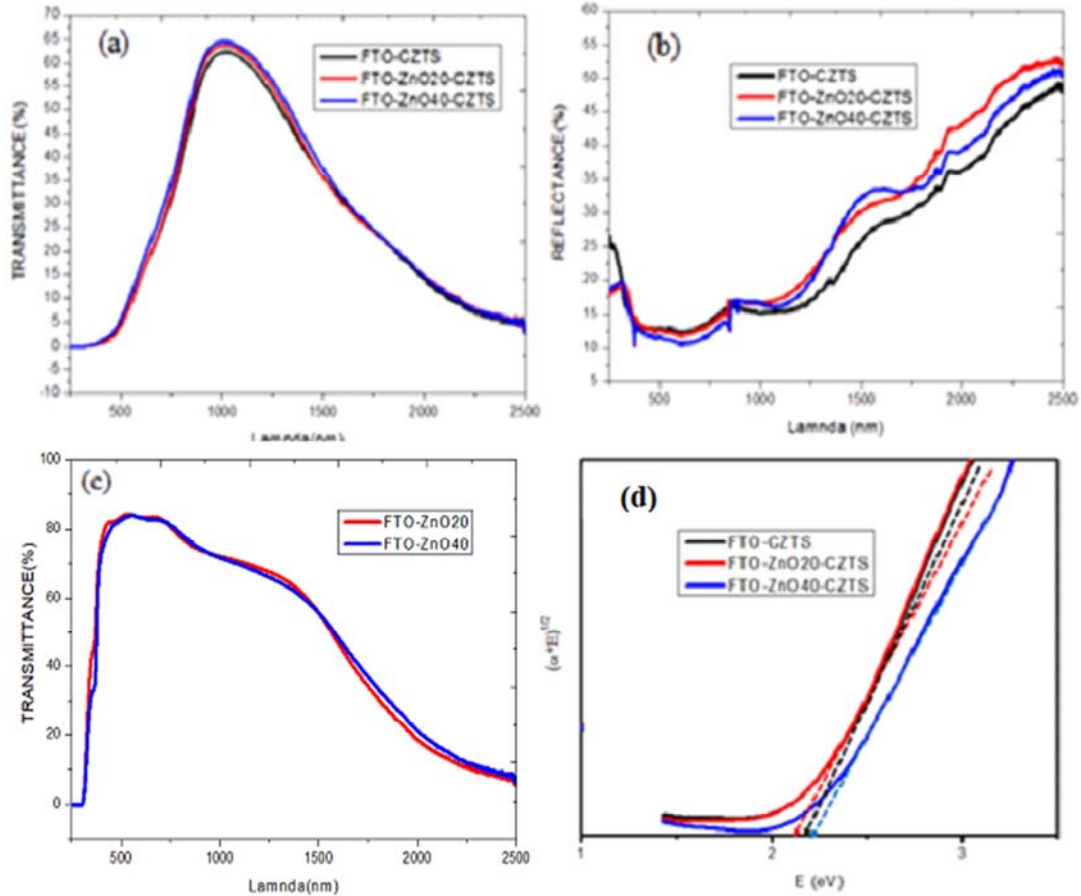 (a)
FTO-CZTS
FTO-ZnO20-CZTS
FTO-ZnO40-CZTS
TRANSMITTANCE(%)
70
65
60
55
50
45
40
35
30
25
20
15
10
5
0
-5
-10
500
1000
1500
2000
2500
Lamnda(nm)
(b)
FTO-CZTS
FTO-ZnO20-CZTS
FTO-ZnO40-CZTS
REFLECTANCE(%)
60
55
50
45
40
35
30
25
20
15
10
5
500
1000
1500
2000
2500
Lamnda (nm)
(c)
FTO-ZnO20
FTO-ZnO40
TRANSMITTANCE(%)
100
80
60
40
20
0
500
1000
1500
2000
2500
Lamnda(nm)
(d)
FTO-CZTS
FTO-ZnO20-CZTS
FTO-ZnO40-CZTS
(α*E)^1/2
1
2
3
E (eV)